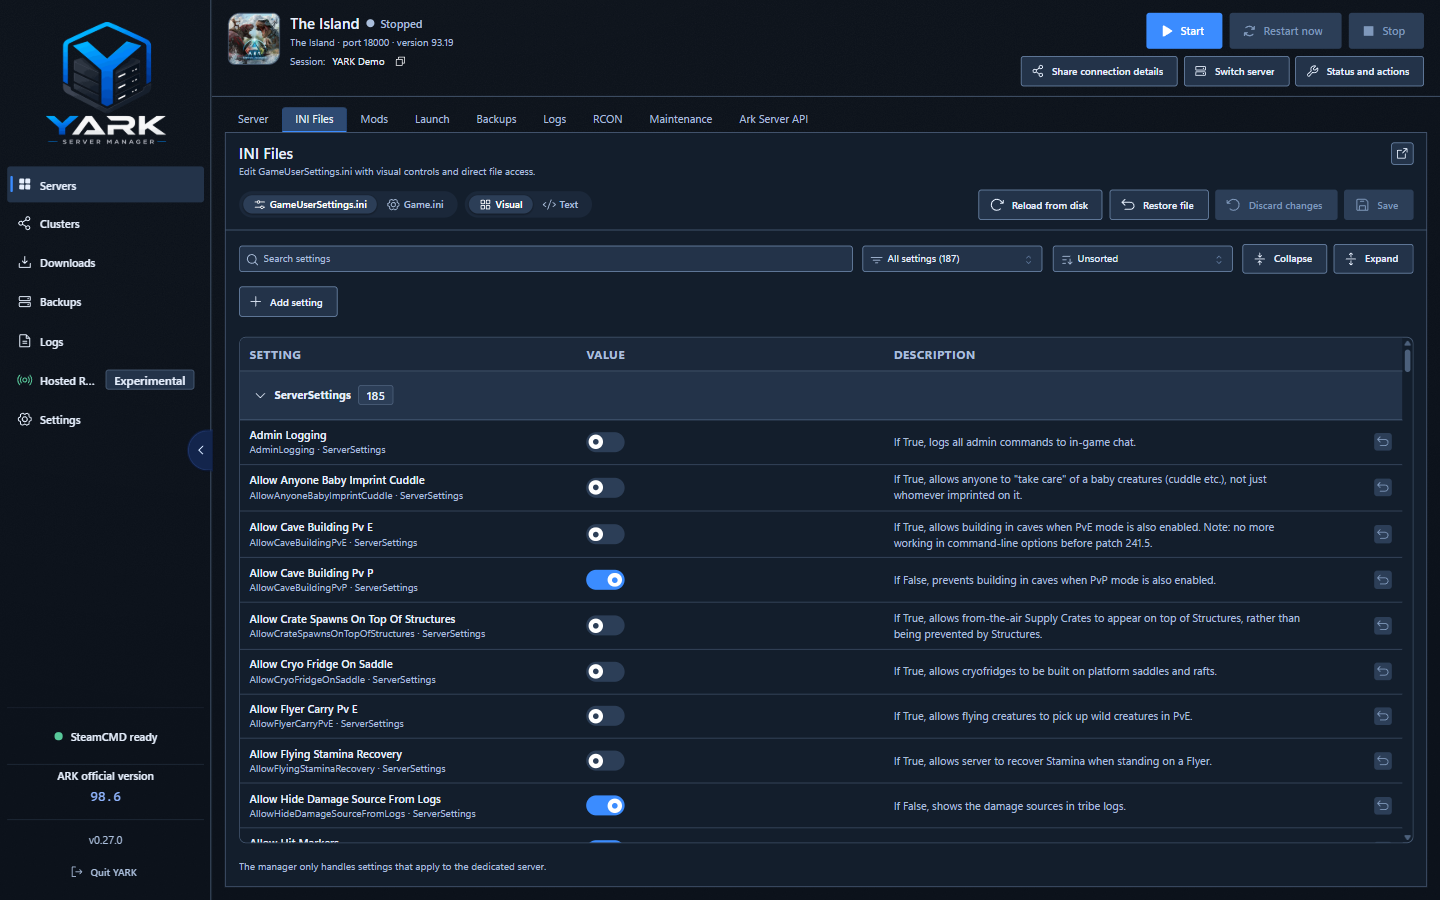 YARK
SERVER MANAGER
Servers
Clusters
Downloads
Backups
Logs
Hosted R... Experimental
Settings
SteamCMD ready
ARK official version
98.6
v0.27.0
Quit YARK
The Island Stopped
The Island · port 18000 · version 93.19
Session: YARK Demo
Start Restart now Stop
Share connection details Switch server Status and actions
Server INI Files Mods Launch Backups Logs RCON Maintenance Ark Server API
INI Files
Edit GameUserSettings.ini with visual controls and direct file access.
GameUserSettings.ini Game.ini Visual </> Text
Reload from disk Restore file Discard changes Save
Search settings All settings (187) Unsorted Collapse Expand
Add setting
SETTING VALUE DESCRIPTION
ServerSettings 185
Admin Logging
AdminLogging · ServerSettings
If True, logs all admin commands to in-game chat.
Allow Anyone Baby Imprint Cuddle
AllowAnyoneBabyImprintCuddle · ServerSettings
If True, allows anyone to "take care" of a baby creatures (cuddle etc.), not just
whomever imprinted on it.
Allow Cave Building Pv E
AllowCaveBuildingPvE · ServerSettings
If True, allows building in caves when PvE mode is also enabled. Note: no more
working in command-line options before patch 241.5.
Allow Cave Building Pv P
AllowCaveBuildingPvP · ServerSettings
If False, prevents building in caves when PvP mode is also enabled.
Allow Crate Spawns On Top Of Structures
AllowCrateSpawnsOnTopOfStructures · ServerSettings
If True, allows from-the-air Supply Crates to appear on top of Structures, rather than
being prevented by Structures.
Allow Cryo Fridge On Saddle
AllowCryoFridgeOnSaddle · ServerSettings
If True, allows cryofridges to be built on platform saddles and rafts.
Allow Flyer Carry Pv E
AllowFlyerCarryPvE · ServerSettings
If True, allows flying creatures to pick up wild creatures in PvE.
Allow Flying Stamina Recovery
AllowFlyingStaminaRecovery · ServerSettings
If True, allows server to recover Stamina when standing on a Flyer.
Allow Hide Damage Source From Logs
AllowHideDamageSourceFromLogs · ServerSettings
If False, shows the damage sources in tribe logs.
Allow Hit Markers
The manager only handles settings that apply to the dedicated server.